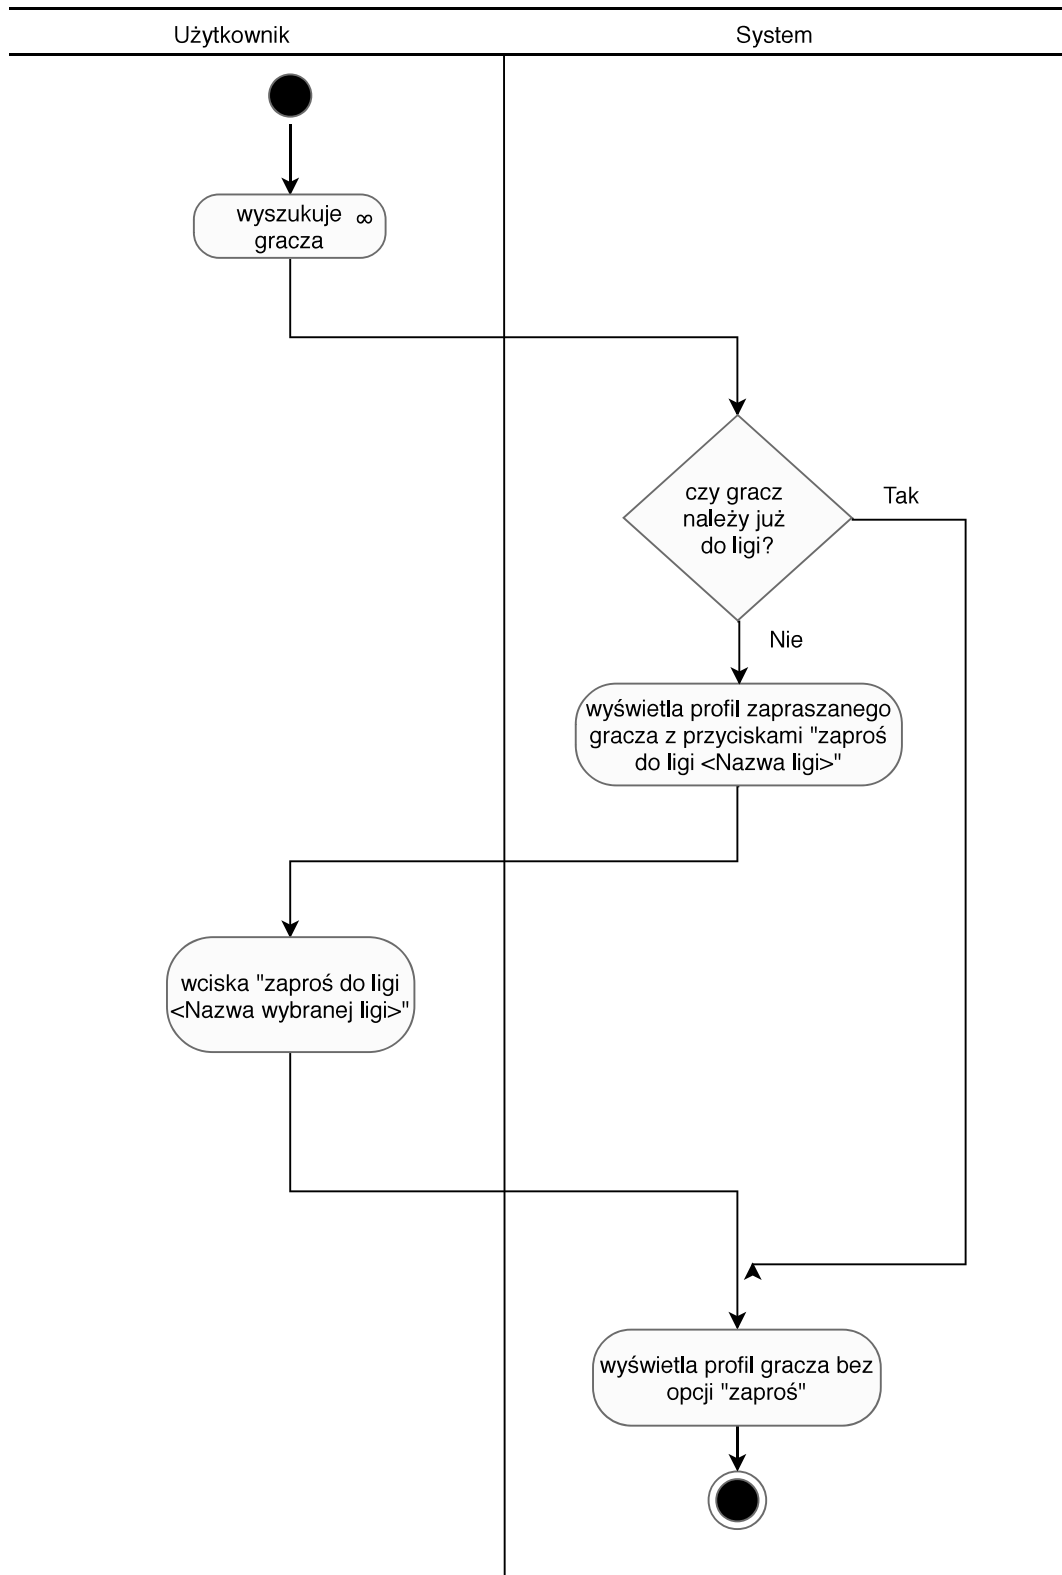 Użytkownik
System
wyszukuje ∞
gracza
czy gracz
należy już
do ligi?
Tak
Nie
wyświetla profil zapraszanego
gracza z przyciskami "zaproś
do ligi <Nazwa ligi>"
wciska "zaproś do ligi
<Nazwa wybranej ligi>"
wyświetla profil gracza bez
opcji "zaproś"